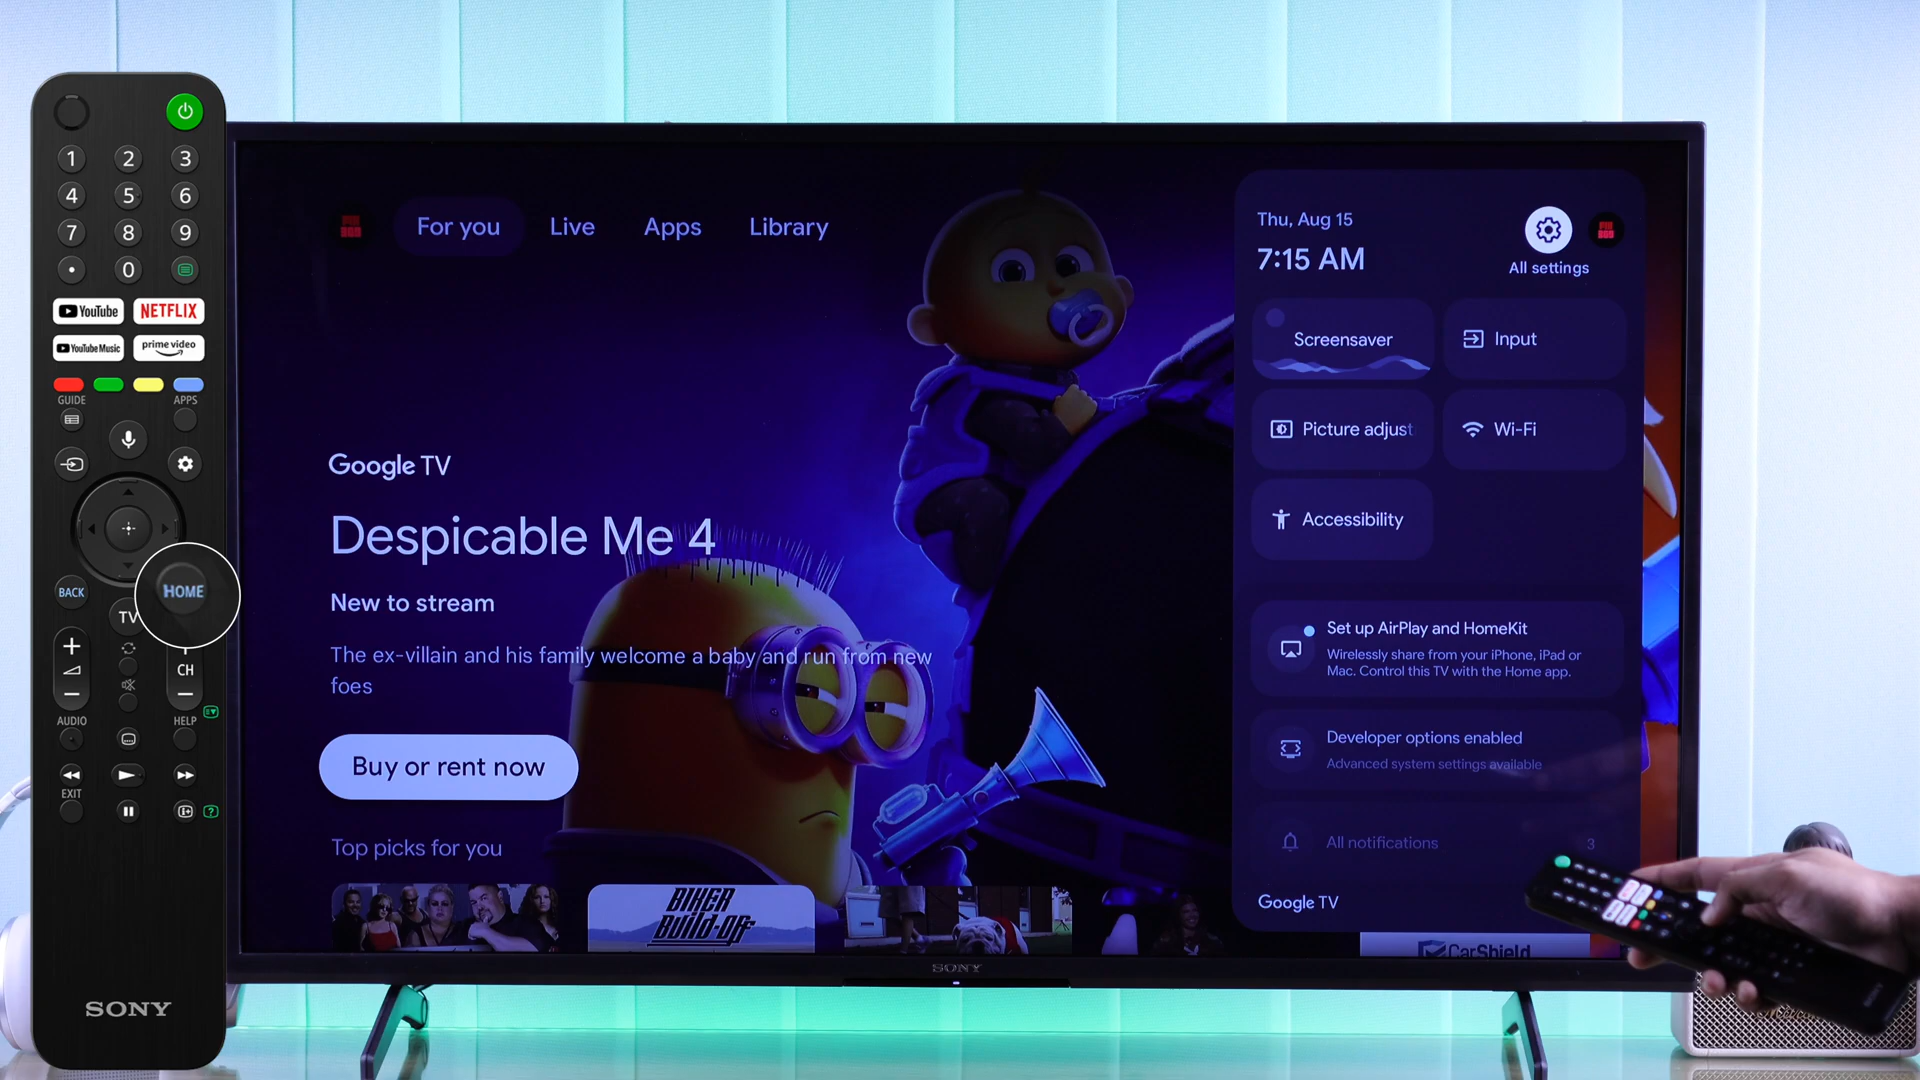 1 2 3
4 5 6
7 8 9
0
YouTube NETFLIX
YouTube Music prime video
GUIDE APPS
BACK HOME
TV
+
CH
− −
AUDIO HELP
EXIT
SONY
For you Live Apps Library
Google TV
Despicable Me 4
New to stream
The ex-villain and his family welcome a baby and run from new
foes
Buy or rent now
Top picks for you
BIKER
BUiLD-OFF
Thu, Aug 15
7:15 AM
All settings
Screensaver Input
Picture adjust Wi-Fi
Accessibility
Set up AirPlay and HomeKit
Wirelessly share from your iPhone, iPad or
Mac. Control this TV with the Home app.
Developer options enabled
Advanced system settings available
All notifications 3
Google TV
CarShield
SONY